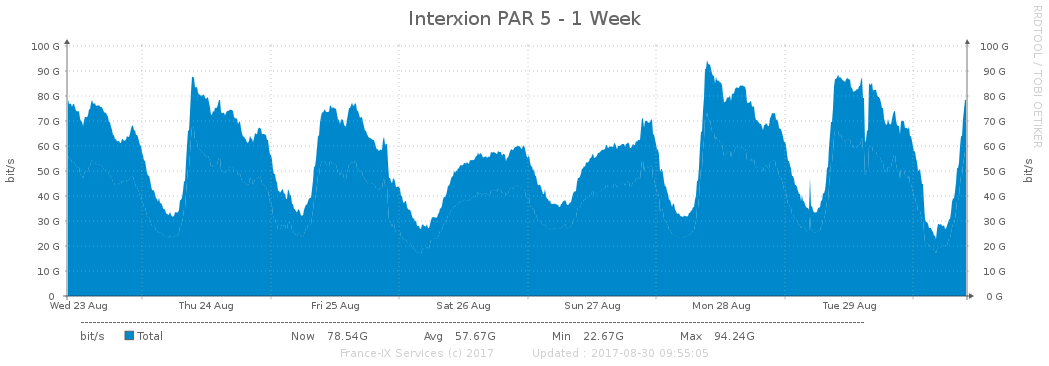 Interxion PAR 5 - 1 Week
RRDTOOL / TOBI OETIKER
bit/s
100 G
90 G
80 G
70 G
60 G
50 G
40 G
30 G
20 G
10 G
0
100 G
90 G
80 G
70 G
60 G
50 G
40 G
30 G
20 G
10 G
0 G
bit/s
Wed 23 Aug Thu 24 Aug Fri 25 Aug Sat 26 Aug Sun 27 Aug Mon 28 Aug Tue 29 Aug
bit/s Total Now 78.54G Avg 57.67G Min 22.67G Max 94.24G
France-IX Services (c) 2017 Updated : 2017-08-30 09:55:05